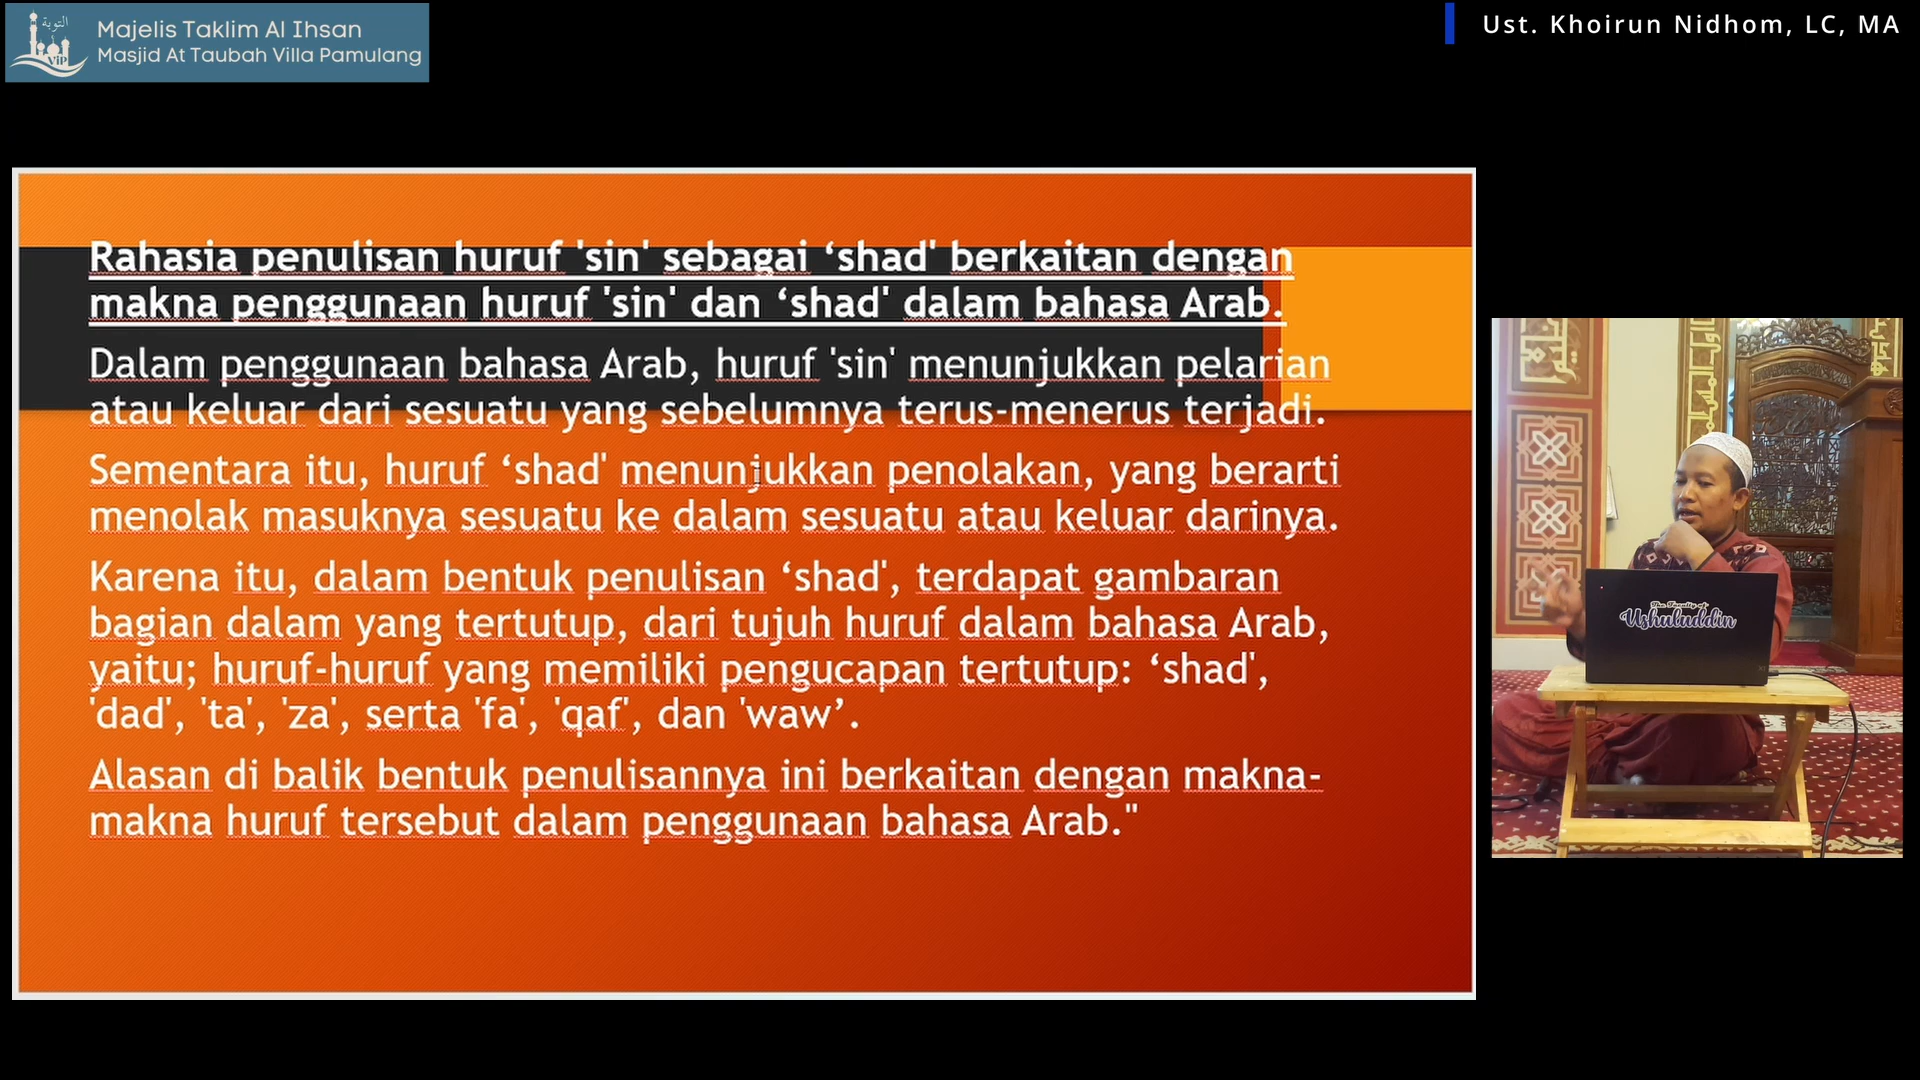 التوبة
ViP
Majelis Taklim Al Ihsan
Masjid At Taubah Villa Pamulang
Ust. Khoirun Nidhom, LC, MA
Rahasia penulisan huruf 'sin' sebagai ‘shad' berkaitan dengan
makna penggunaan huruf 'sin' dan ‘shad' dalam bahasa Arab.
Dalam penggunaan bahasa Arab, huruf 'sin' menunjukkan pelarian
atau keluar dari sesuatu yang sebelumnya terus-menerus terjadi.
Sementara itu, huruf ‘shad' menunjukkan penolakan, yang berarti
menolak masuknya sesuatu ke dalam sesuatu atau keluar darinya.
Karena itu, dalam bentuk penulisan ‘shad', terdapat gambaran
bagian dalam yang tertutup, dari tujuh huruf dalam bahasa Arab,
yaitu; huruf-huruf yang memiliki pengucapan tertutup: ‘shad',
'dad', 'ta', 'za', serta 'fa', 'qaf', dan 'waw’.
Alasan di balik bentuk penulisannya ini berkaitan dengan makna-
makna huruf tersebut dalam penggunaan bahasa Arab."
The Faculty of
Ushuluddin